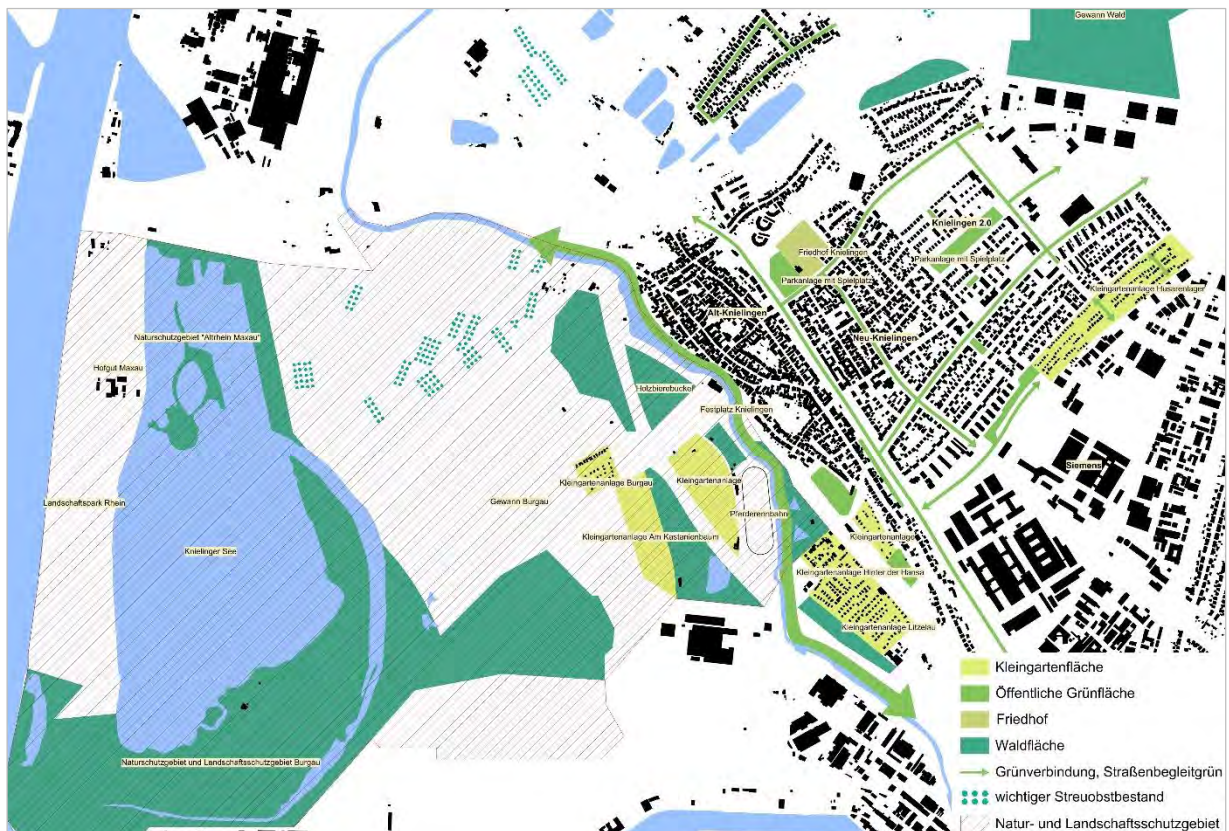 Gewann Wald
Knielingen 2.0
Friedhof Knielingen
Parkanlage mit Spielplatz
Parkanlage mit Spielplatz
Kleingartenanlage Husarenlager
Alt-Knielingen
Neu-Knielingen
Naturschutzgebiet "Altrhein Maxau"
Hofgut Maxau
Holzbierebuckel
Festplatz Knielingen
Siemens
Kleingartenanlage Burgau
Kleingartenanlage
Landschaftspark Rhein
Gewann Burgau
Pferderennbahn
Kleingartenanlage Am Kastanienbaum
Kleingartenanlage
Knielinger See
Kleingartenanlage Hinter der Hansa
Kleingartenanlage Litzelau
Naturschutzgebiet und Landschaftsschutzgebiet Burgau
Kleingartenfläche
Öffentliche Grünfläche
Friedhof
Waldfläche
Grünverbindung, Straßenbegleitgrün
wichtiger Streuobstbestand
Natur- und Landschaftsschutzgebiet